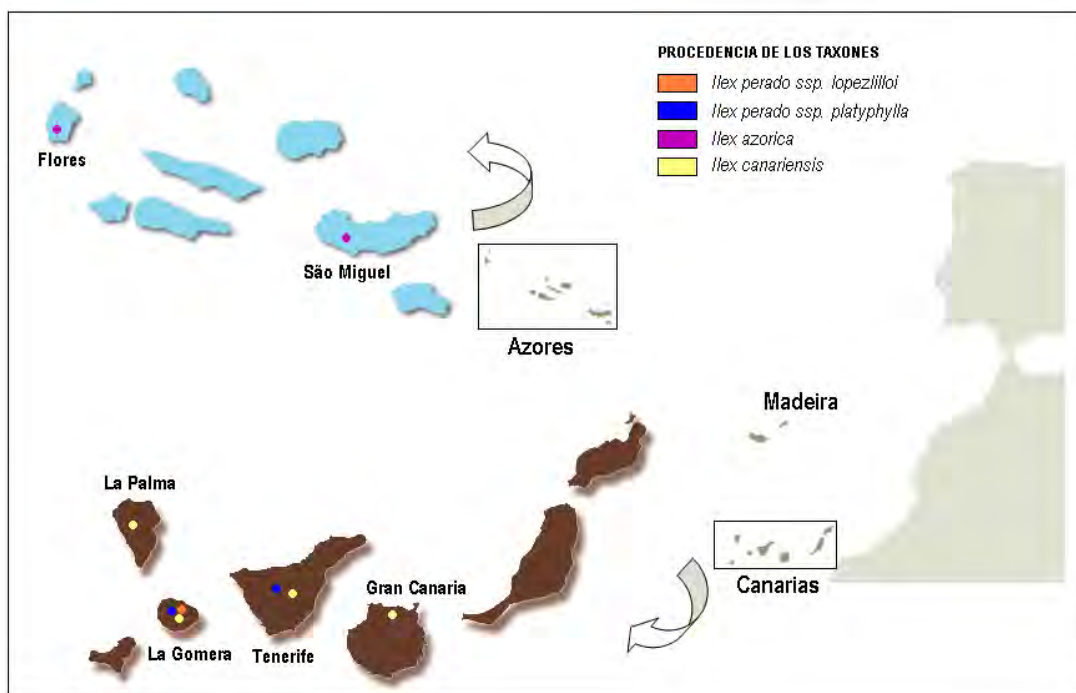 PROCEDENCIA DE LOS TAXONES
Ilex perado ssp. lopezlilloi
Ilex perado ssp. platyphylla
Ilex azorica
Ilex canariensis
Flores
São Miguel
Azores
Madeira
La Palma
Gran Canaria
Canarias
La Gomera
Tenerife